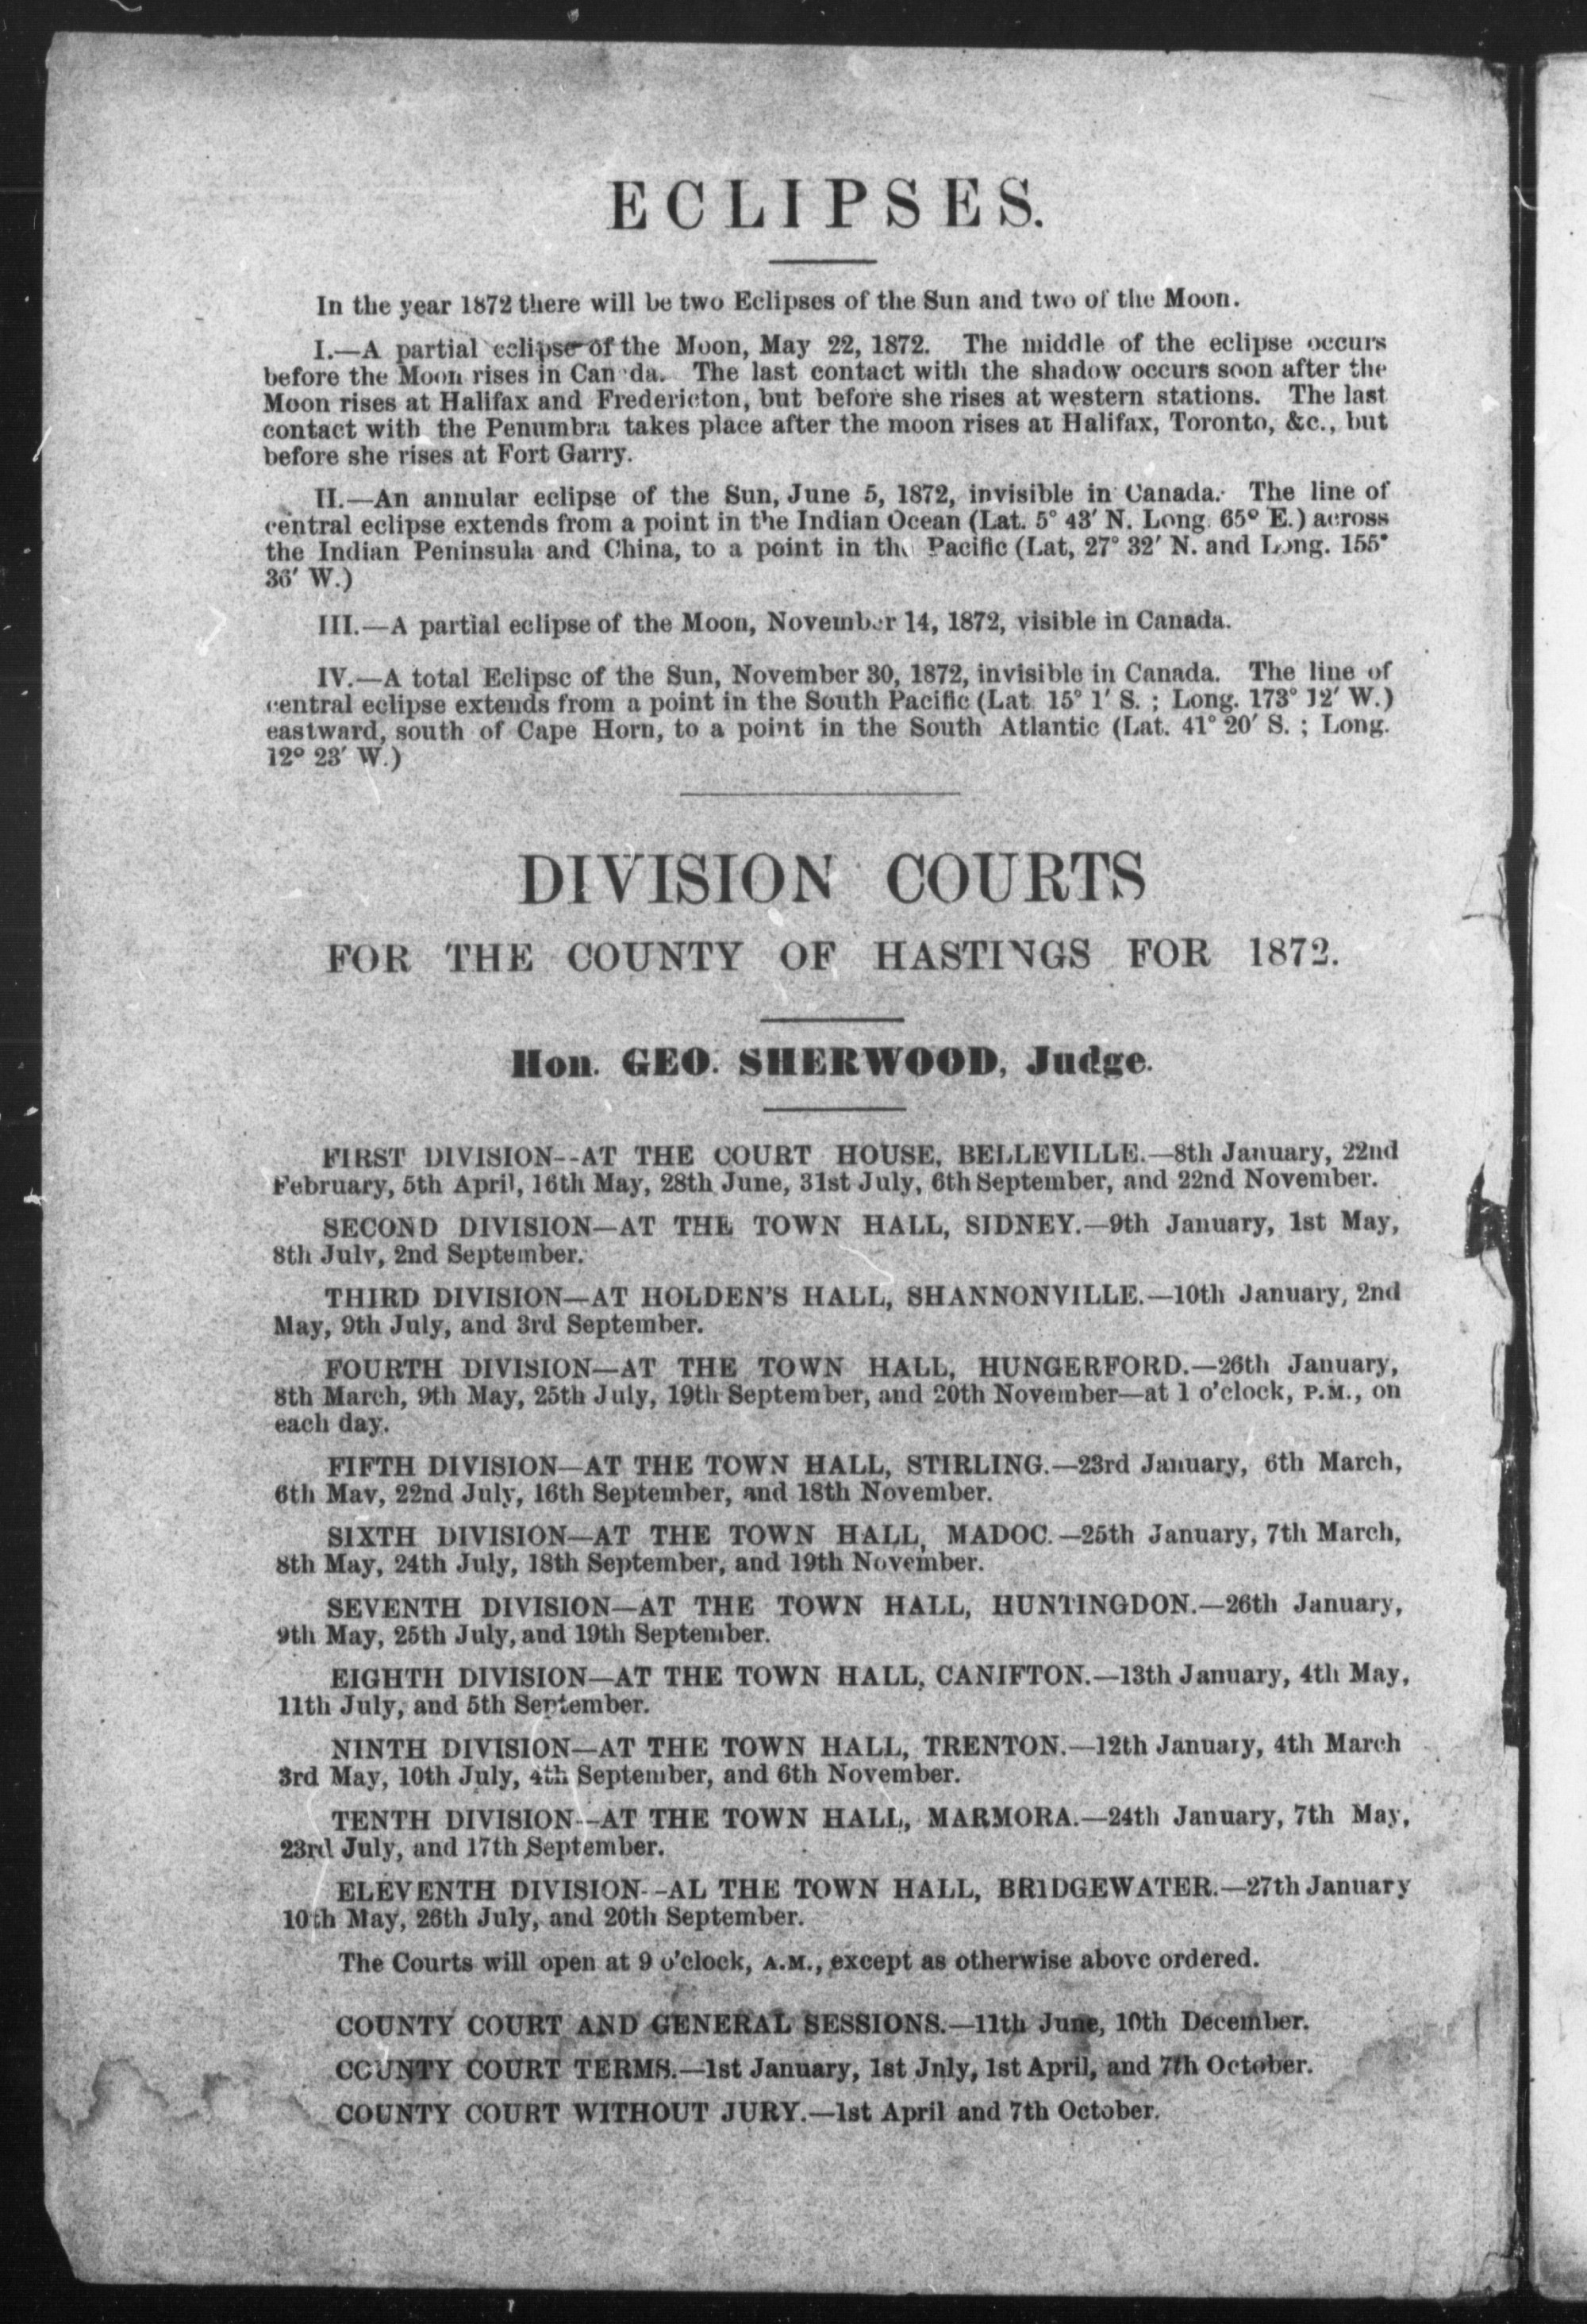 ECLIPSES.
In the year 1872 there will be two Eclipses of the Sun and two of the Moon.
I.—A partial eclipse of the Moon, May 22, 1872. The middle of the eclipse occurs
before the Moon rises in Can da. The last contact with the shadow occurs soon after the
Moon rises at Halifax and Fredericton, but before she rises at western stations. The last
contact with the Penumbra takes place after the moon rises at Halifax, Toronto, &c., but
before she rises at Fort Garry.
II.—An annular eclipse of the Sun, June 5, 1872, invisible in Canada. The line of
central eclipse extends from a point in the Indian Ocean (Lat. 5° 43′ N. Long. 65° E.) across
the Indian Peninsula and China, to a point in the Pacific (Lat, 27° 32′ N. and Long. 155°
36′ W.)
III.—A partial eclipse of the Moon, November 14, 1872, visible in Canada.
IV.—A total Eclipse of the Sun, November 30, 1872, invisible in Canada. The line of
central eclipse extends from a point in the South Pacific (Lat. 15° 1′ S. ; Long. 173° 12′ W.)
eastward, south of Cape Horn, to a point in the South Atlantic (Lat. 41° 20′ S. ; Long.
12° 23′ W.)
DIVISION COURTS
FOR THE COUNTY OF HASTINGS FOR 1872.
Hon. GEO. SHERWOOD, Judge.
FIRST DIVISION--AT THE COURT HOUSE, BELLEVILLE.—8th January, 22nd
February, 5th April, 16th May, 28th June, 31st July, 6th September, and 22nd November.
SECOND DIVISION—AT THE TOWN HALL, SIDNEY.—9th January, 1st May,
8th July, 2nd September.
THIRD DIVISION—AT HOLDEN'S HALL, SHANNONVILLE.—10th January, 2nd
May, 9th July, and 3rd September.
FOURTH DIVISION—AT THE TOWN HALL, HUNGERFORD.—26th January,
8th March, 9th May, 25th July, 19th September, and 20th November—at 1 o'clock, P.M., on
each day.
FIFTH DIVISION—AT THE TOWN HALL, STIRLING.—23rd January, 6th March,
6th May, 22nd July, 16th September, and 18th November.
SIXTH DIVISION—AT THE TOWN HALL, MADOC.—25th January, 7th March,
8th May, 24th July, 18th September, and 19th November.
SEVENTH DIVISION—AT THE TOWN HALL, HUNTINGDON.—26th January,
9th May, 25th July, and 19th September.
EIGHTH DIVISION—AT THE TOWN HALL, CANIFTON.—13th January, 4th May,
11th July, and 5th September.
NINTH DIVISION—AT THE TOWN HALL, TRENTON.—12th January, 4th March
3rd May, 10th July, 4th September, and 6th November.
TENTH DIVISION--AT THE TOWN HALL, MARMORA.—24th January, 7th May,
23rd July, and 17th September.
ELEVENTH DIVISION--AL THE TOWN HALL, BRIDGEWATER.—27th January
10th May, 26th July, and 20th September.
The Courts will open at 9 o'clock, A.M., except as otherwise above ordered.
COUNTY COURT AND GENERAL SESSIONS.—11th June, 10th December.
COUNTY COURT TERMS.—1st January, 1st Jnly, 1st April, and 7th October.
COUNTY COURT WITHOUT JURY.—1st April and 7th October.